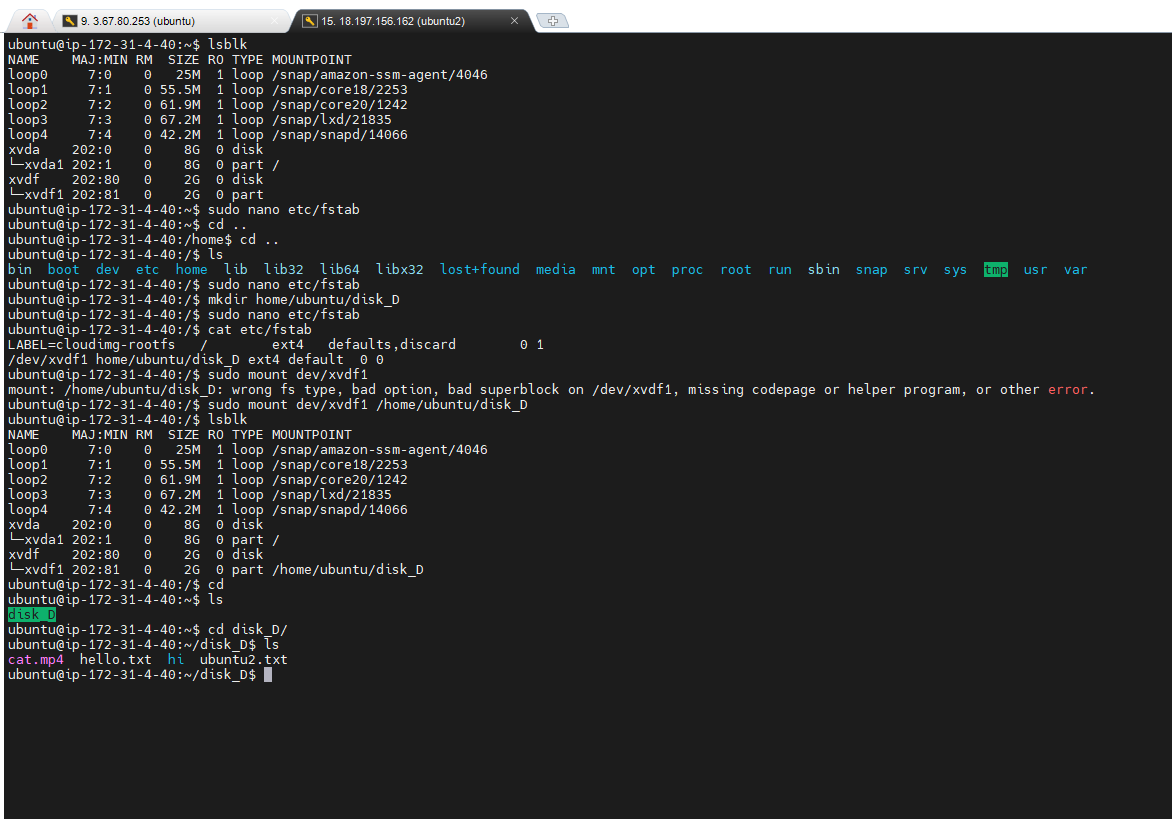 9. 3.67.80.253 (ubuntu)
15. 18.197.156.162 (ubuntu2)
ubuntu@ip-172-31-4-40:~$ lsblk
NAME    MAJ:MIN RM  SIZE RO TYPE MOUNTPOINT
loop0     7:0    0   25M  1 loop /snap/amazon-ssm-agent/4046
loop1     7:1    0 55.5M  1 loop /snap/core18/2253
loop2     7:2    0 61.9M  1 loop /snap/core20/1242
loop3     7:3    0 67.2M  1 loop /snap/lxd/21835
loop4     7:4    0 42.2M  1 loop /snap/snapd/14066
xvda    202:0    0    8G  0 disk
└─xvda1 202:1    0    8G  0 part /
xvdf    202:80   0    2G  0 disk
└─xvdf1 202:81   0    2G  0 part
ubuntu@ip-172-31-4-40:~$ sudo nano etc/fstab
ubuntu@ip-172-31-4-40:~$ cd ..
ubuntu@ip-172-31-4-40:/home$ cd ..
ubuntu@ip-172-31-4-40:/$ ls
bin  boot  dev  etc  home  lib  lib32  lib64  libx32  lost+found  media  mnt  opt  proc  root  run  sbin  snap  srv  sys  tmp  usr  var
ubuntu@ip-172-31-4-40:/$ sudo nano etc/fstab
ubuntu@ip-172-31-4-40:/$ mkdir home/ubuntu/disk_D
ubuntu@ip-172-31-4-40:/$ sudo nano etc/fstab
ubuntu@ip-172-31-4-40:/$ cat etc/fstab
LABEL=cloudimg-rootfs   /        ext4   defaults,discard        0 1
/dev/xvdf1 home/ubuntu/disk_D ext4 default  0 0
ubuntu@ip-172-31-4-40:/$ sudo mount dev/xvdf1
mount: /home/ubuntu/disk_D: wrong fs type, bad option, bad superblock on /dev/xvdf1, missing codepage or helper program, or other error.
ubuntu@ip-172-31-4-40:/$ sudo mount dev/xvdf1 /home/ubuntu/disk_D
ubuntu@ip-172-31-4-40:/$ lsblk
NAME    MAJ:MIN RM  SIZE RO TYPE MOUNTPOINT
loop0     7:0    0   25M  1 loop /snap/amazon-ssm-agent/4046
loop1     7:1    0 55.5M  1 loop /snap/core18/2253
loop2     7:2    0 61.9M  1 loop /snap/core20/1242
loop3     7:3    0 67.2M  1 loop /snap/lxd/21835
loop4     7:4    0 42.2M  1 loop /snap/snapd/14066
xvda    202:0    0    8G  0 disk
└─xvda1 202:1    0    8G  0 part /
xvdf    202:80   0    2G  0 disk
└─xvdf1 202:81   0    2G  0 part /home/ubuntu/disk_D
ubuntu@ip-172-31-4-40:/$ cd
ubuntu@ip-172-31-4-40:~$ ls
disk_D
ubuntu@ip-172-31-4-40:~$ cd disk_D/
ubuntu@ip-172-31-4-40:~/disk_D$ ls
cat.mp4  hello.txt  hi  ubuntu2.txt
ubuntu@ip-172-31-4-40:~/disk_D$